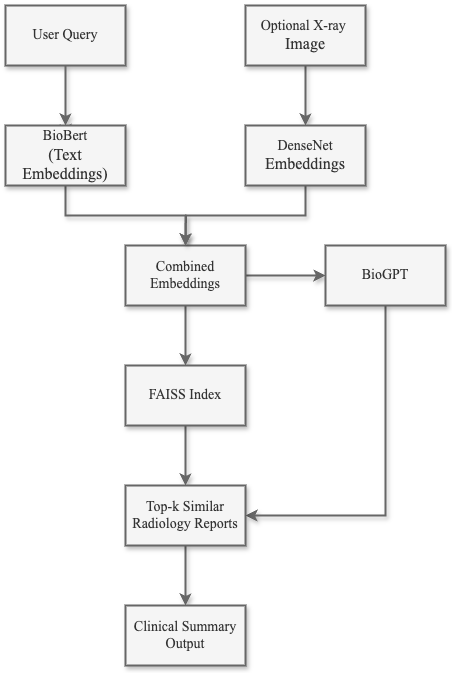 User Query
Optional X-ray
Image
BioBert
(Text
Embeddings)
DenseNet
Embeddings
Combined
Embeddings
BioGPT
FAISS Index
Top-k Similar
Radiology Reports
Clinical Summary
Output